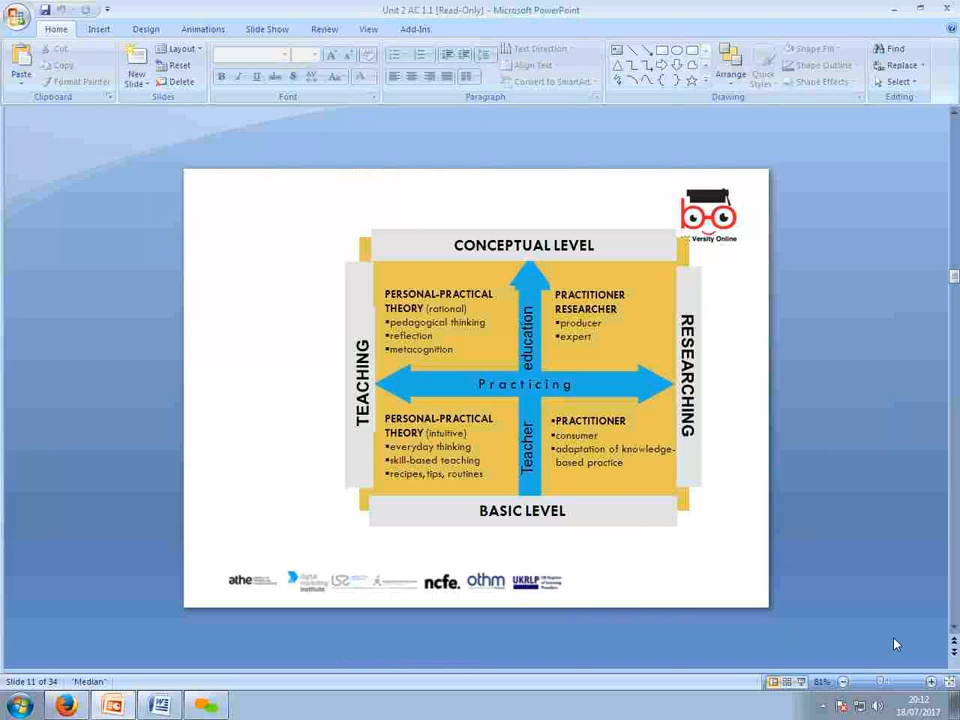 Unit 2 AC 1.1 [Read-Only] - Microsoft PowerPoint
Home Insert Design Animations Slide Show Review View Add-Ins
Paste
Cut
Copy
Format Painter
Clipboard
New Slide
Layout
Reset
Delete
Slides
Font
Text Direction
Align Text
Convert to SmartArt
Paragraph
Arrange
Quick Styles
Shape Fill
Shape Outline
Shape Effects
Drawing
Find
Replace
Select
Editing
Versity Online
CONCEPTUAL LEVEL
TEACHING
RESEARCHING
PERSONAL-PRACTICAL
THEORY (rational)
▪pedagogical thinking
▪reflection
▪metacognition
PRACTITIONER
RESEARCHER
▪producer
▪expert
education
Practicing
Teacher
PERSONAL-PRACTICAL
THEORY (intuitive)
▪everyday thinking
▪skill-based teaching
▪recipes, tips, routines
▪PRACTITIONER
▪consumer
▪adaptation of knowledge-
based practice
BASIC LEVEL
athe
digital
marketing
institute
LSS
ncfe.
othm
UKRLP
Slide 11 of 34 "Median" 81%
20:12
18/07/2017